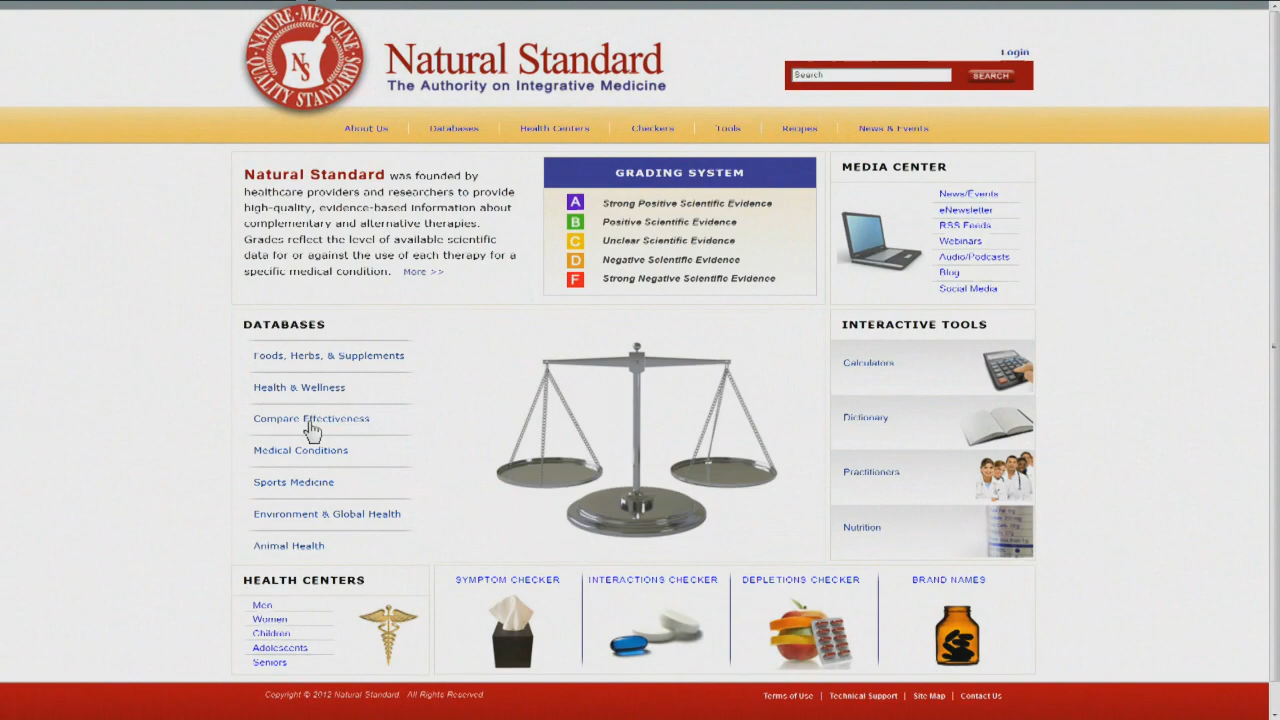 NATURE MEDICINE
QUALITY STANDARDS
NS
Natural Standard
The Authority on Integrative Medicine
Login
Search
SEARCH
About Us
Databases
Health Centers
Checkers
Tools
Recipes
News & Events
Natural Standard was founded by
healthcare providers and researchers to provide
high-quality, evidence-based information about
complementary and alternative therapies.
Grades reflect the level of available scientific
data for or against the use of each therapy for a
specific medical condition. More >>
GRADING SYSTEM
A Strong Positive Scientific Evidence
B Positive Scientific Evidence
C Unclear Scientific Evidence
D Negative Scientific Evidence
F Strong Negative Scientific Evidence
MEDIA CENTER
News/Events
eNewsletter
RSS Feeds
Webinars
Audio/Podcasts
Blog
Social Media
DATABASES
Foods, Herbs, & Supplements
Health & Wellness
Compare Effectiveness
Medical Conditions
Sports Medicine
Environment & Global Health
Animal Health
INTERACTIVE TOOLS
Calculators
Dictionary
Practitioners
Nutrition
HEALTH CENTERS
Men
Women
Children
Adolescents
Seniors
SYMPTOM CHECKER
INTERACTIONS CHECKER
DEPLETIONS CHECKER
BRAND NAMES
Copyright © 2012 Natural Standard. All Rights Reserved.
Terms of Use | Technical Support | Site Map | Contact Us